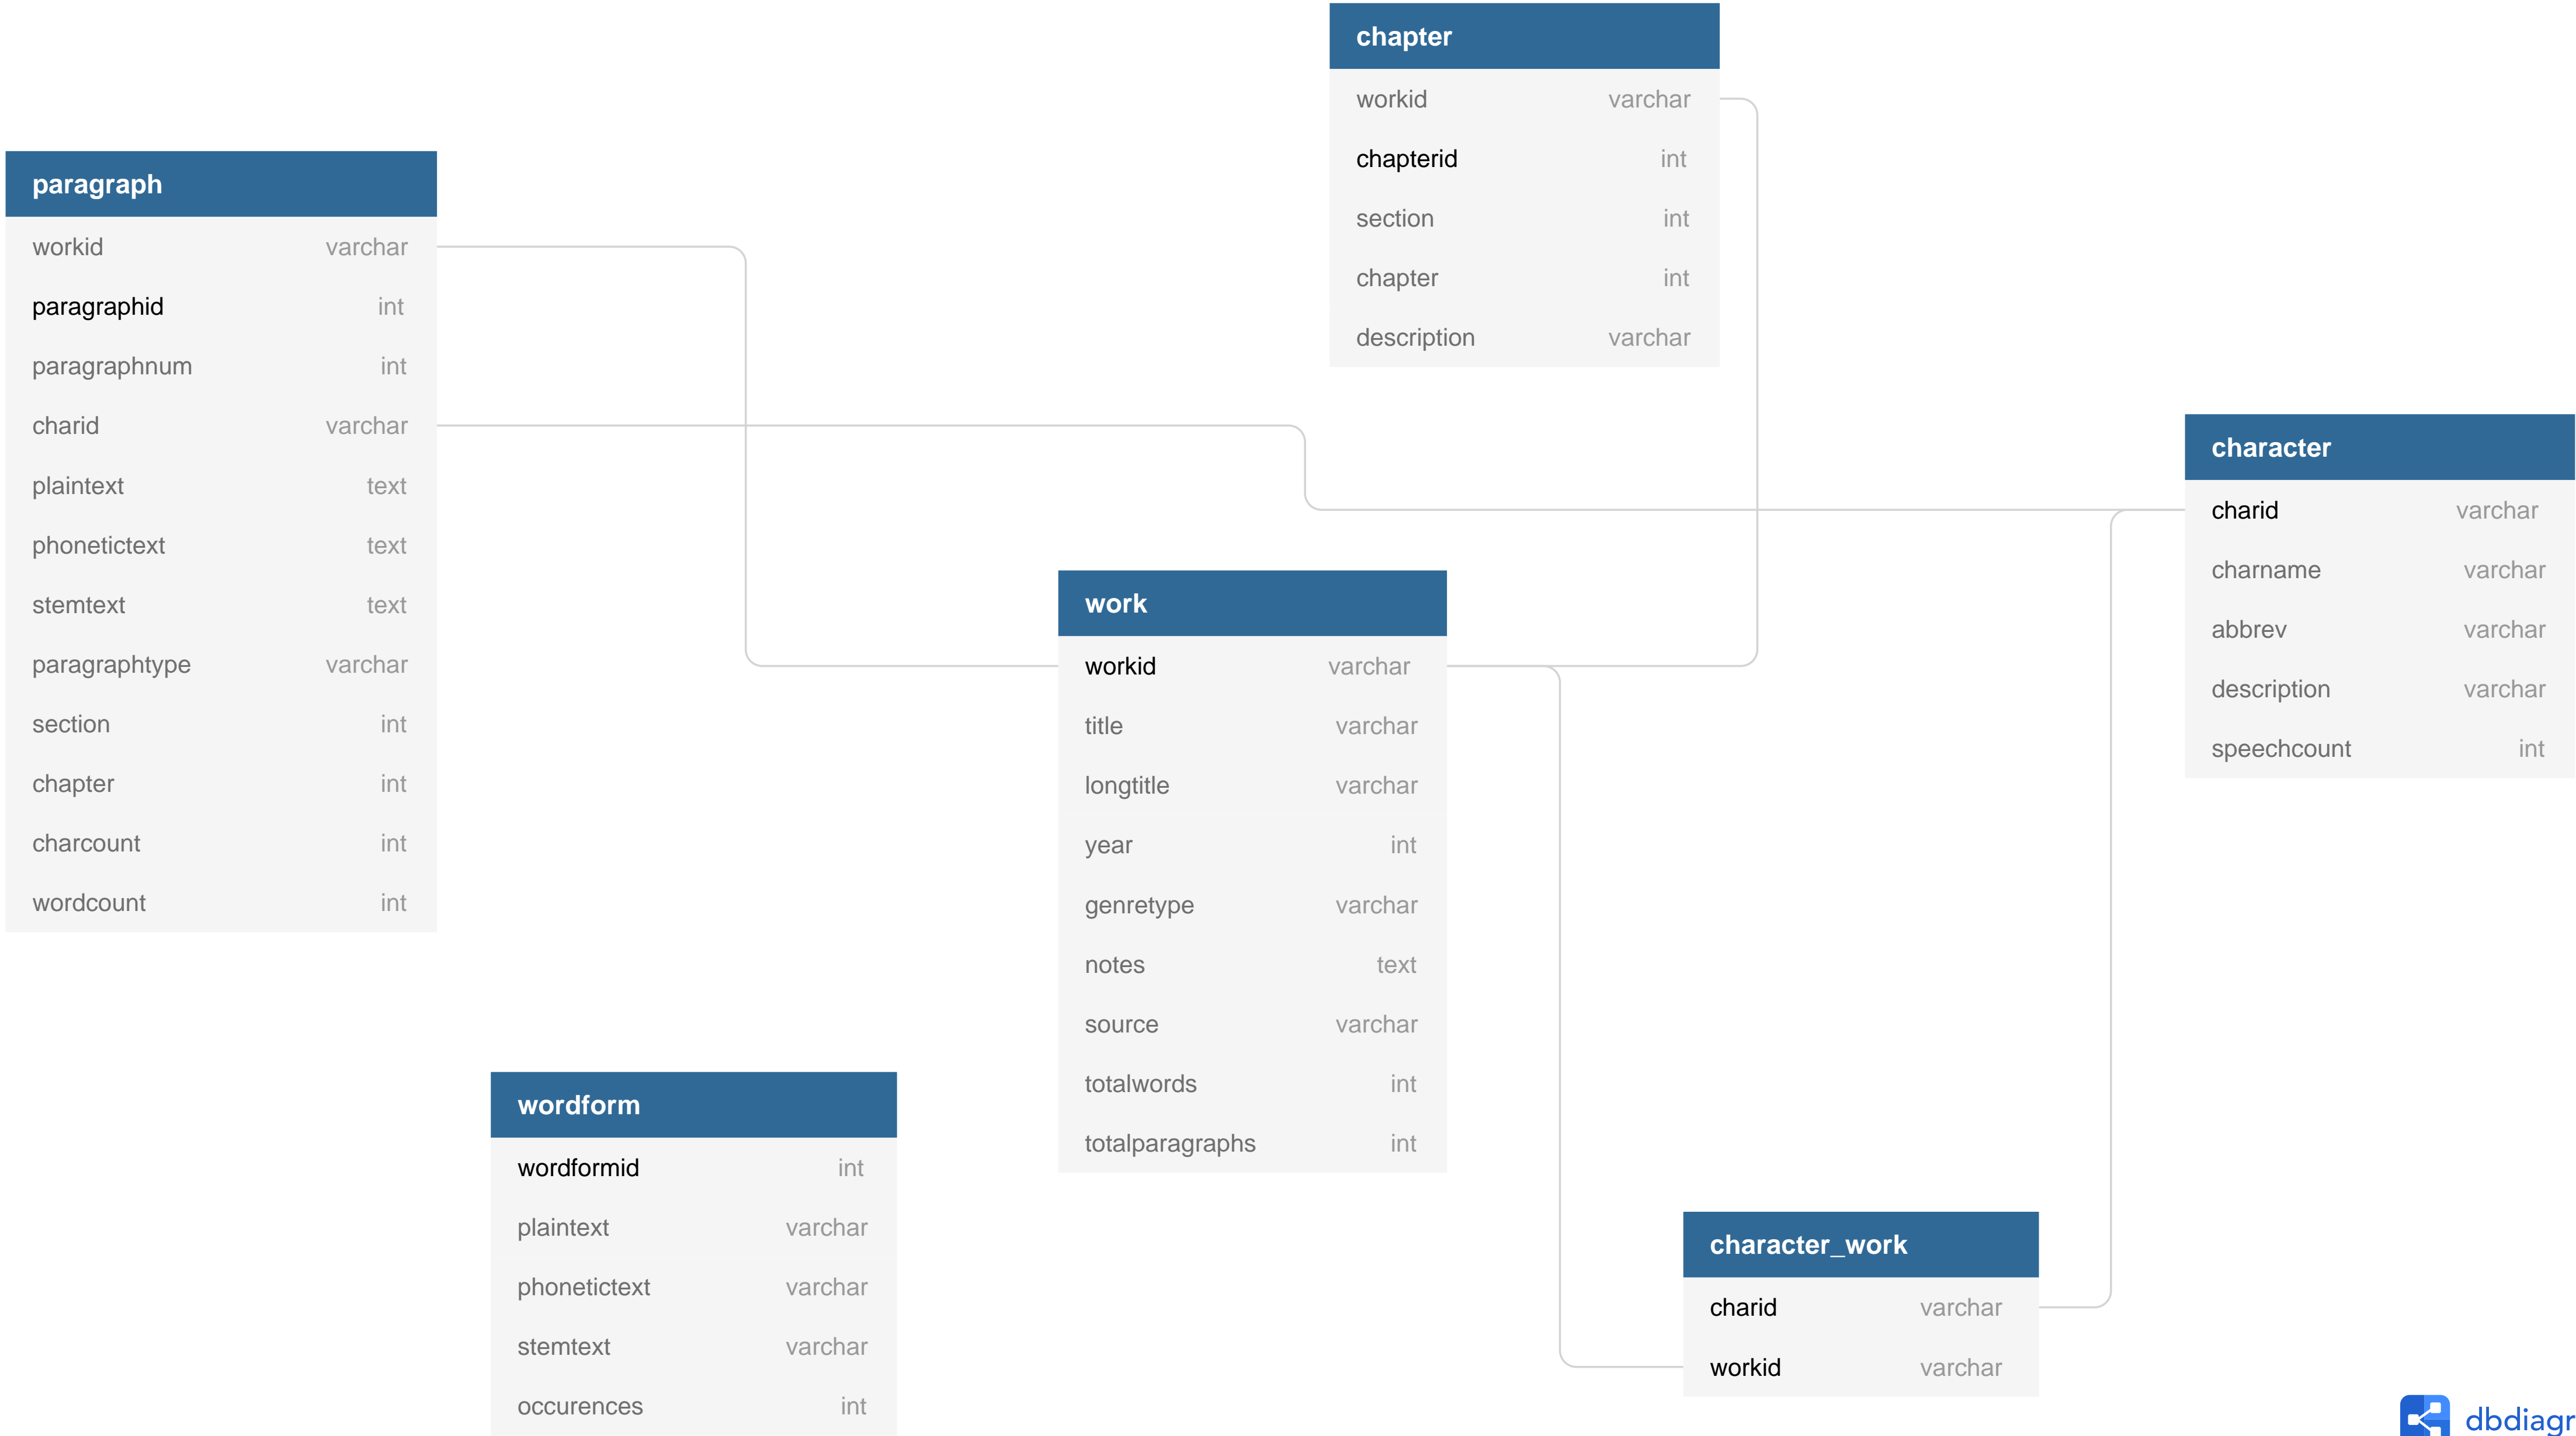 chapter
workid varchar
chapterid int
section int
chapter int
description varchar
paragraph
workid varchar
paragraphid int
paragraphnum int
charid varchar
plaintext text
phonetictext text
stemtext text
paragraphtype varchar
section int
chapter int
charcount int
wordcount int
character
charid varchar
charname varchar
abbrev varchar
description varchar
speechcount int
work
workid varchar
title varchar
longtitle varchar
year int
genretype varchar
notes text
source varchar
totalwords int
totalparagraphs int
wordform
wordformid int
plaintext varchar
phonetictext varchar
stemtext varchar
occurences int
character_work
charid varchar
workid varchar
dbdiagr